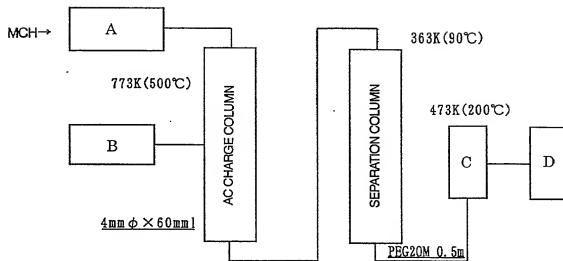 MCH→
A
773K(500℃)
B
AC CHARGE COLUMN
4mmφ×60mml
363K(90℃)
SEPARATION COLUMN
473K(200℃)
C
D
PEG20M 0.5m